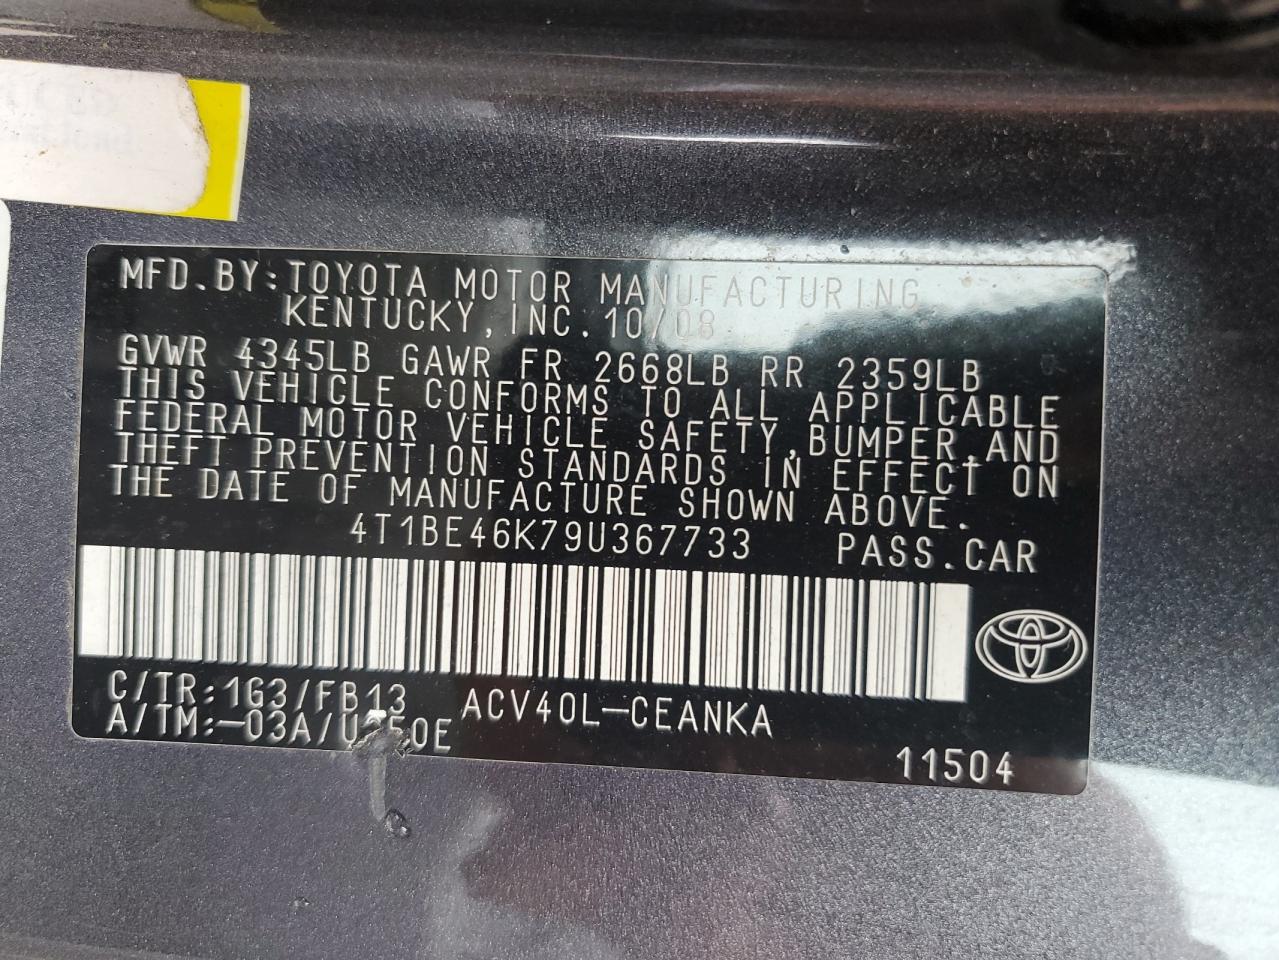 MFD.BY:TOYOTA MOTOR MANUFACTURING
KENTUCKY, INC. 10/08
GVWR 4345LB GAWR FR 2668LB RR 2359LB
THIS VEHICLE CONFORMS TO ALL APPLICABLE
FEDERAL MOTOR VEHICLE SAFETY,BUMPER,AND
THEFT PREVENTION STANDARDS IN EFFECT ON
THE DATE OF MANUFACTURE SHOWN ABOVE.
4T1BE46K79U367733 PASS.CAR
C/TR:1G3/FB13 ACV40L-CEANKA
A/TM:-03A/
11504